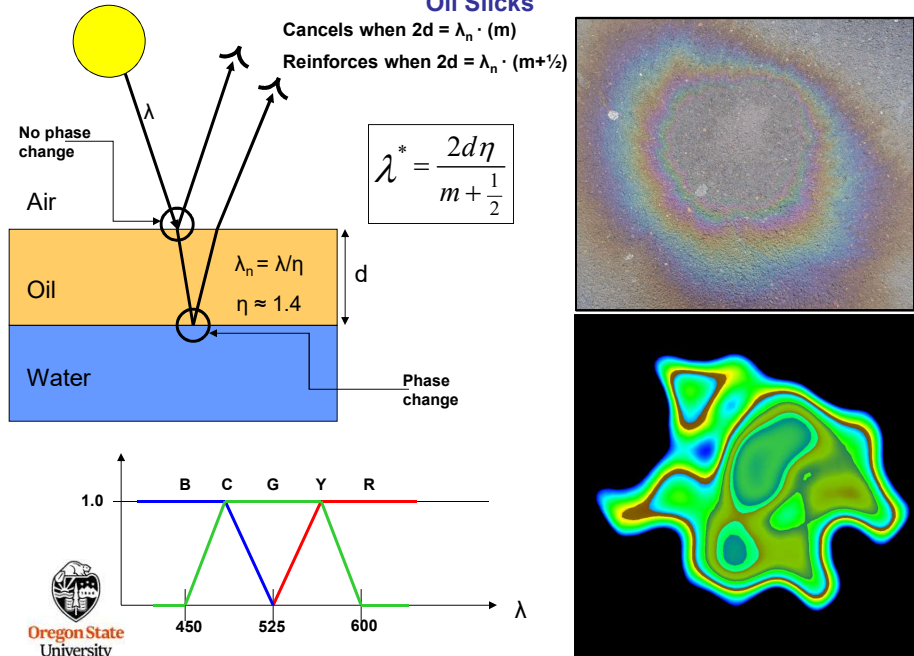 Oil Slicks
Cancels when 2d = λn · (m)
Reinforces when 2d = λn · (m+½)
λ
No phase
change
λ* = 2dη / (m + 1/2)
Air
λn = λ/η
d
Oil
η ≈ 1.4
Water
Phase
change
B C G Y R
1.0
λ
450 525 600
Oregon State
University